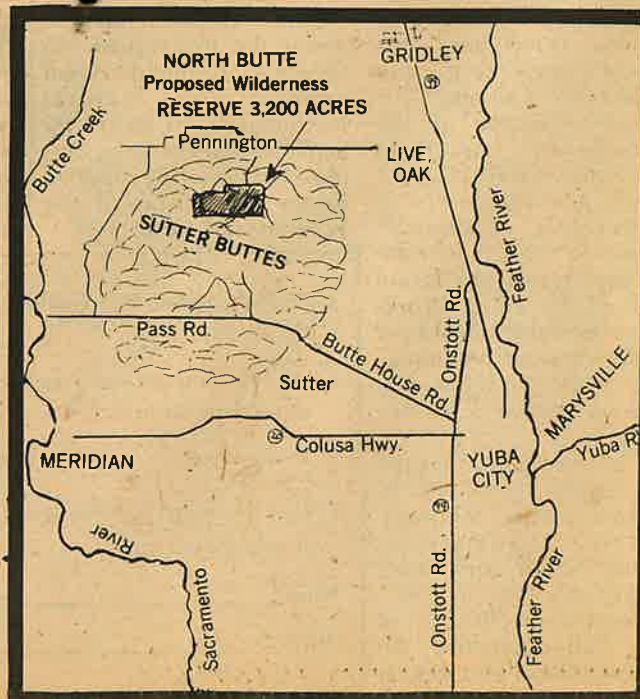 NORTH BUTTE
Proposed Wilderness
RESERVE 3,200 ACRES
GRIDLEY
99
Butte Creek
Pennington
LIVE,
OAK
SUTTER BUTTES
Feather River
Onstott Rd.
Pass Rd.
Butte House Rd.
Sutter
MARYSVILLE
Colusa Hwy.
MERIDIAN
YUBA
CITY
Yuba R
River
Sacramento
99
Onstott Rd.
Feather River